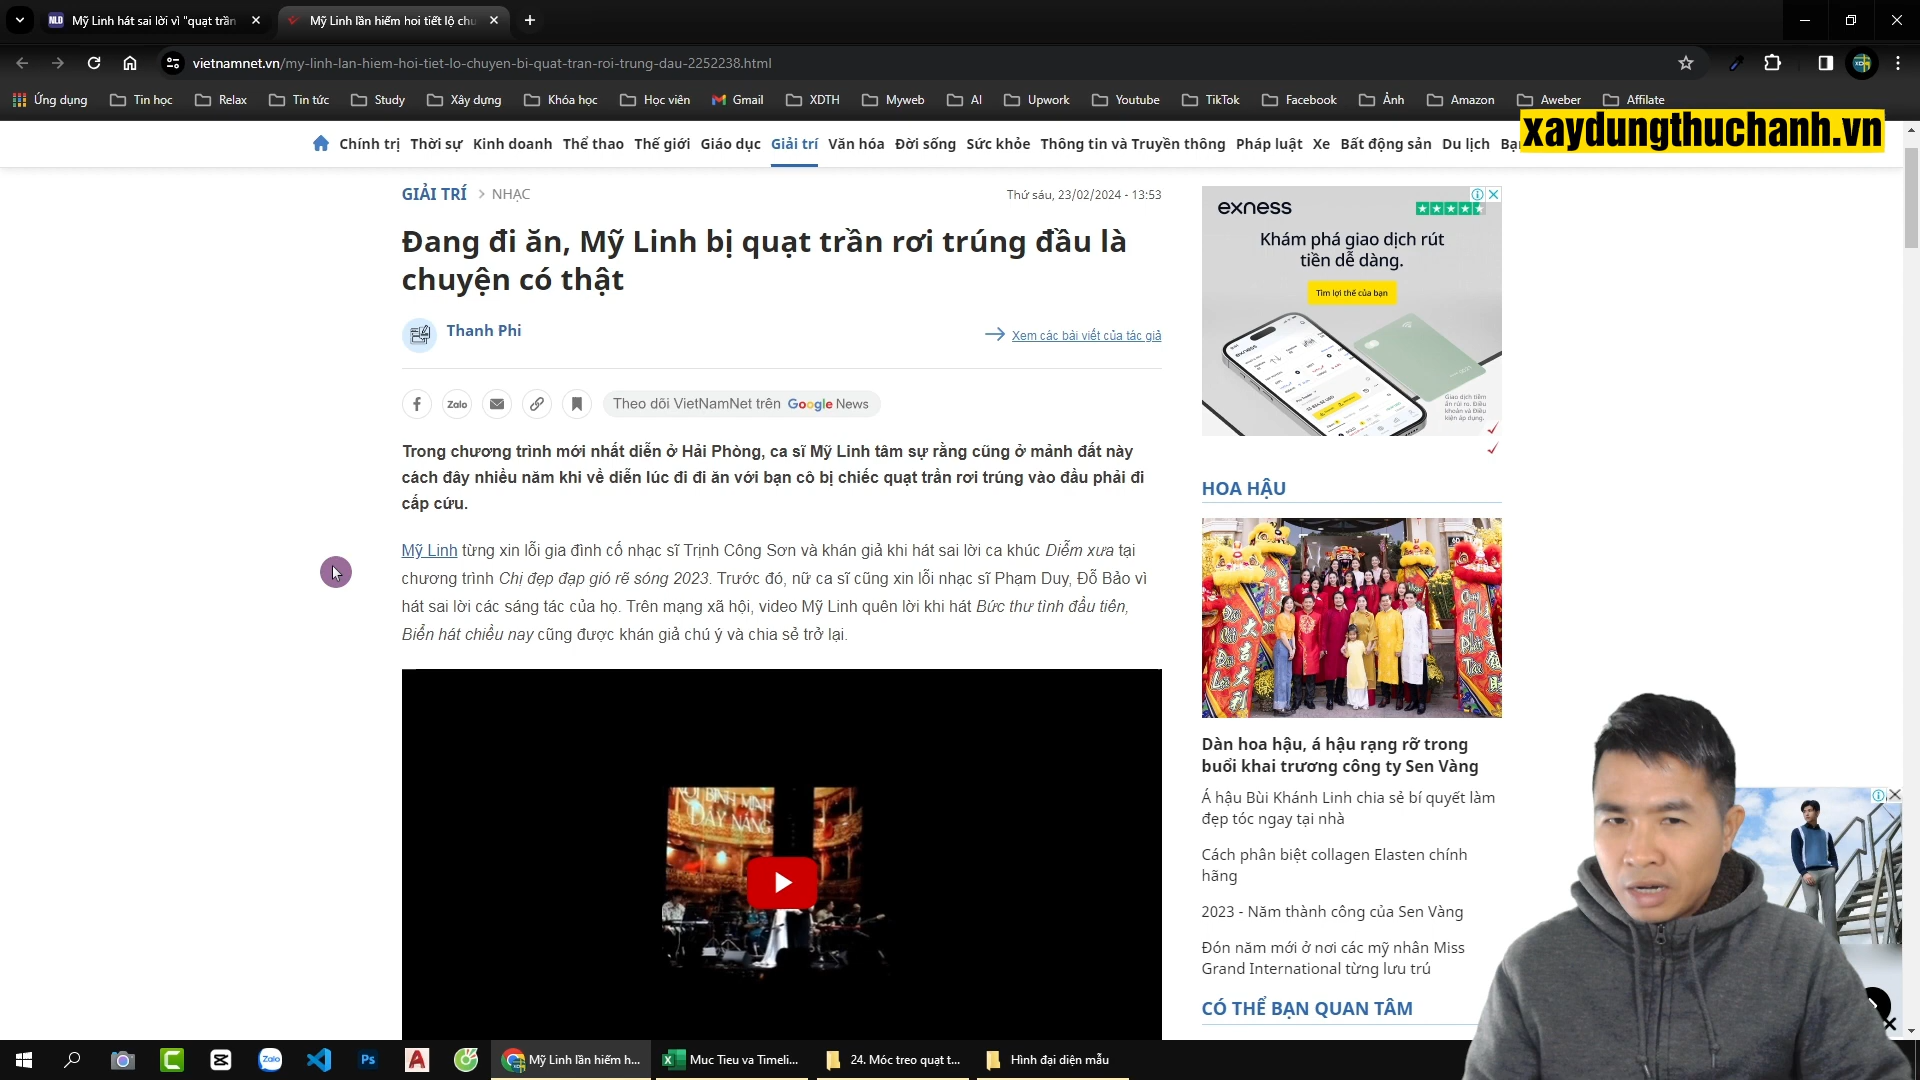 Mỹ Linh hát sai lời vì "quạt trần
Mỹ Linh lần hiếm hoi tiết lộ chu
vietnamnet.vn/my-linh-lan-hiem-hoi-tiet-lo-chuyen-bi-quat-tran-roi-trung-dau-2252238.html
Ứng dụng Tin học Relax Tin tức Study Xây dựng Khóa học Học viên Gmail XDTH Myweb AI Upwork Youtube TikTok Facebook Ảnh Amazon Aweber Affilate
xaydungthuchanh.vn
Chính trị Thời sự Kinh doanh Thể thao Thế giới Giáo dục Giải trí Văn hóa Đời sống Sức khỏe Thông tin và Truyền thông Pháp luật Xe Bất động sản Du lịch
GIẢI TRÍ > NHẠC
Thứ sáu, 23/02/2024 - 13:53
Đang đi ăn, Mỹ Linh bị quạt trần rơi trúng đầu là
chuyện có thật
Thanh Phi
Xem các bài viết của tác giả
Zalo
Theo dõi VietNamNet trên Google News
Trong chương trình mới nhất diễn ở Hải Phòng, ca sĩ Mỹ Linh tâm sự rằng cũng ở mảnh đất này
cách đây nhiều năm khi về diễn lúc đi đi ăn với bạn cô bị chiếc quạt trần rơi trúng vào đầu phải đi
cấp cứu.
Mỹ Linh từng xin lỗi gia đình cố nhạc sĩ Trịnh Công Sơn và khán giả khi hát sai lời ca khúc Diễm xưa tại
chương trình Chị đẹp đạp gió rẽ sóng 2023. Trước đó, nữ ca sĩ cũng xin lỗi nhạc sĩ Phạm Duy, Đỗ Bảo vì
hát sai lời các sáng tác của họ. Trên mạng xã hội, video Mỹ Linh quên lời khi hát Bức thư tình đầu tiên,
Biển hát chiều nay cũng được khán giả chú ý và chia sẻ trở lại.
exness
Khám phá giao dịch rút
tiền dễ dàng.
Tìm lợi thế của bạn
HOA HẬU
Dàn hoa hậu, á hậu rạng rỡ trong
buổi khai trương công ty Sen Vàng
Á hậu Bùi Khánh Linh chia sẻ bí quyết làm
đẹp tóc ngay tại nhà
Cách phân biệt collagen Elasten chính
hãng
2023 - Năm thành công của Sen Vàng
Đón năm mới ở nơi các mỹ nhân Miss
Grand International từng lưu trú
CÓ THỂ BẠN QUAN TÂM
Zalo
Ps
Mỹ Linh lần hiếm h...
Muc Tieu va Timeli...
24. Móc treo quạt t...
Hình đại diện mẫu